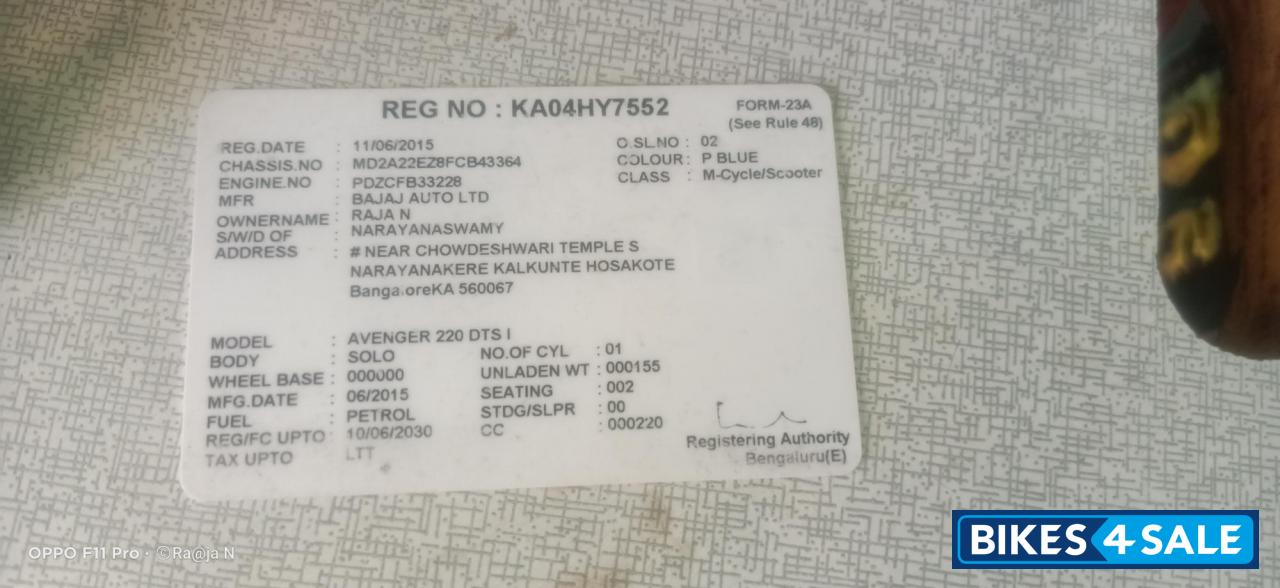 REG NO : KA04HY7552
FORM-23A
(See Rule 48)
REG.DATE : 11/06/2015
O.SL.NO : 02
CHASSIS.NO : MD2A22EZ8FCB43364
COLOUR : P BLUE
ENGINE.NO : PDZCFB33228
CLASS : M-Cycle/Scooter
MFR : BAJAJ AUTO LTD
OWNERNAME : RAJA N
S/W/D OF : NARAYANASWAMY
ADDRESS : # NEAR CHOWDESHWARI TEMPLE S
NARAYANAKERE KALKUNTE HOSAKOTE
BangaloreKA 560067
MODEL : AVENGER 220 DTS I
BODY : SOLO
NO.OF CYL : 01
WHEEL BASE : 000000
UNLADEN WT : 000155
MFG.DATE : 06/2015
SEATING : 002
FUEL : PETROL
STDG/SLPR : 00
REG/FC UPTO : 10/06/2030
CC : 000220
TAX UPTO LTT
Registering Authority
Bengaluru(E)
OPPO F11 Pro · ©Ra@ja N
BIKES4SALE